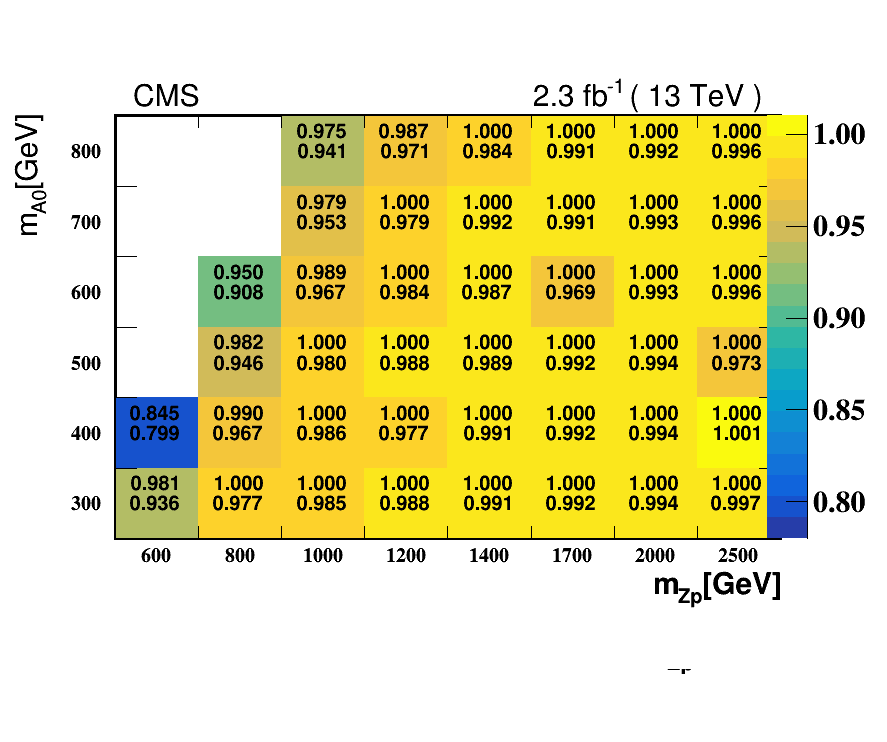 CMS 2.3 fb-1 ( 13 TeV )
mA0[GeV]
1.00
0.975 0.987 1.000 1.000 1.000 1.000
800 0.941 0.971 0.984 0.991 0.992 0.996
0.979 1.000 1.000 1.000 1.000 1.000
700 0.953 0.979 0.992 0.991 0.993 0.996
0.95
0.950 0.989 1.000 1.000 1.000 1.000 1.000
600 0.908 0.967 0.984 0.987 0.969 0.993 0.996
0.90
0.982 1.000 1.000 1.000 1.000 1.000 1.000
500 0.946 0.980 0.988 0.989 0.992 0.994 0.973
0.85
0.845 0.990 1.000 1.000 1.000 1.000 1.000 1.000
400 0.799 0.967 0.986 0.977 0.991 0.992 0.994 1.001
0.981 1.000 1.000 1.000 1.000 1.000 1.000 1.000
300 0.936 0.977 0.985 0.988 0.991 0.992 0.994 0.997
0.80
600 800 1000 1200 1400 1700 2000 2500
mZp[GeV]